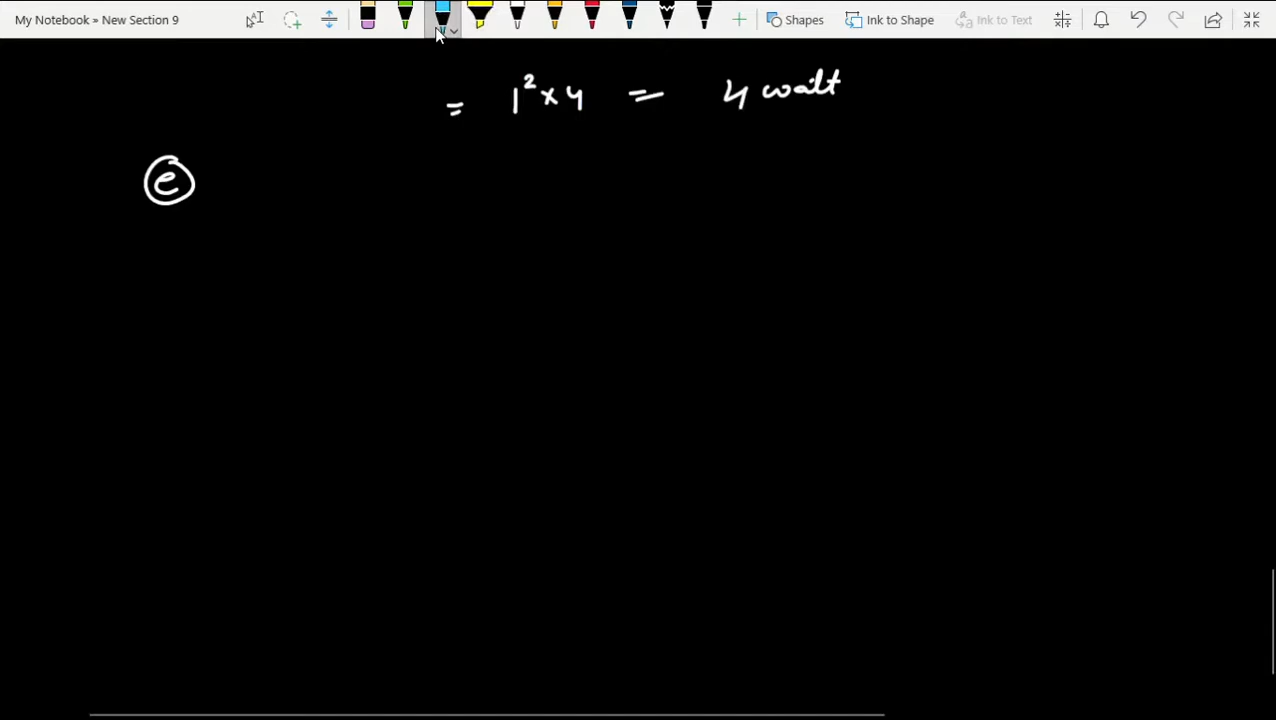 My Notebook » New Section 9 Shapes Ink to Shape Ink to Text
= 1² × 4 = 4 watt
e